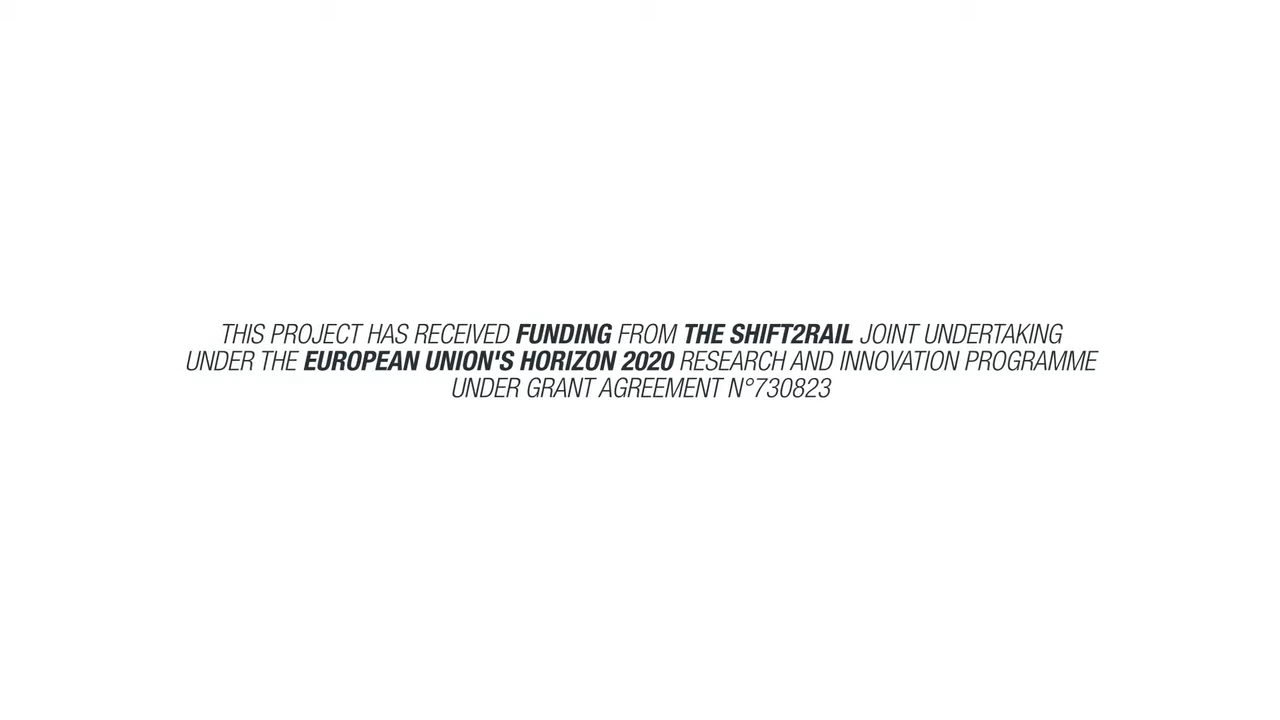 THIS PROJECT HAS RECEIVED FUNDING FROM THE SHIFT2RAIL JOINT UNDERTAKING
UNDER THE EUROPEAN UNION'S HORIZON 2020 RESEARCH AND INNOVATION PROGRAMME
UNDER GRANT AGREEMENT N°730823